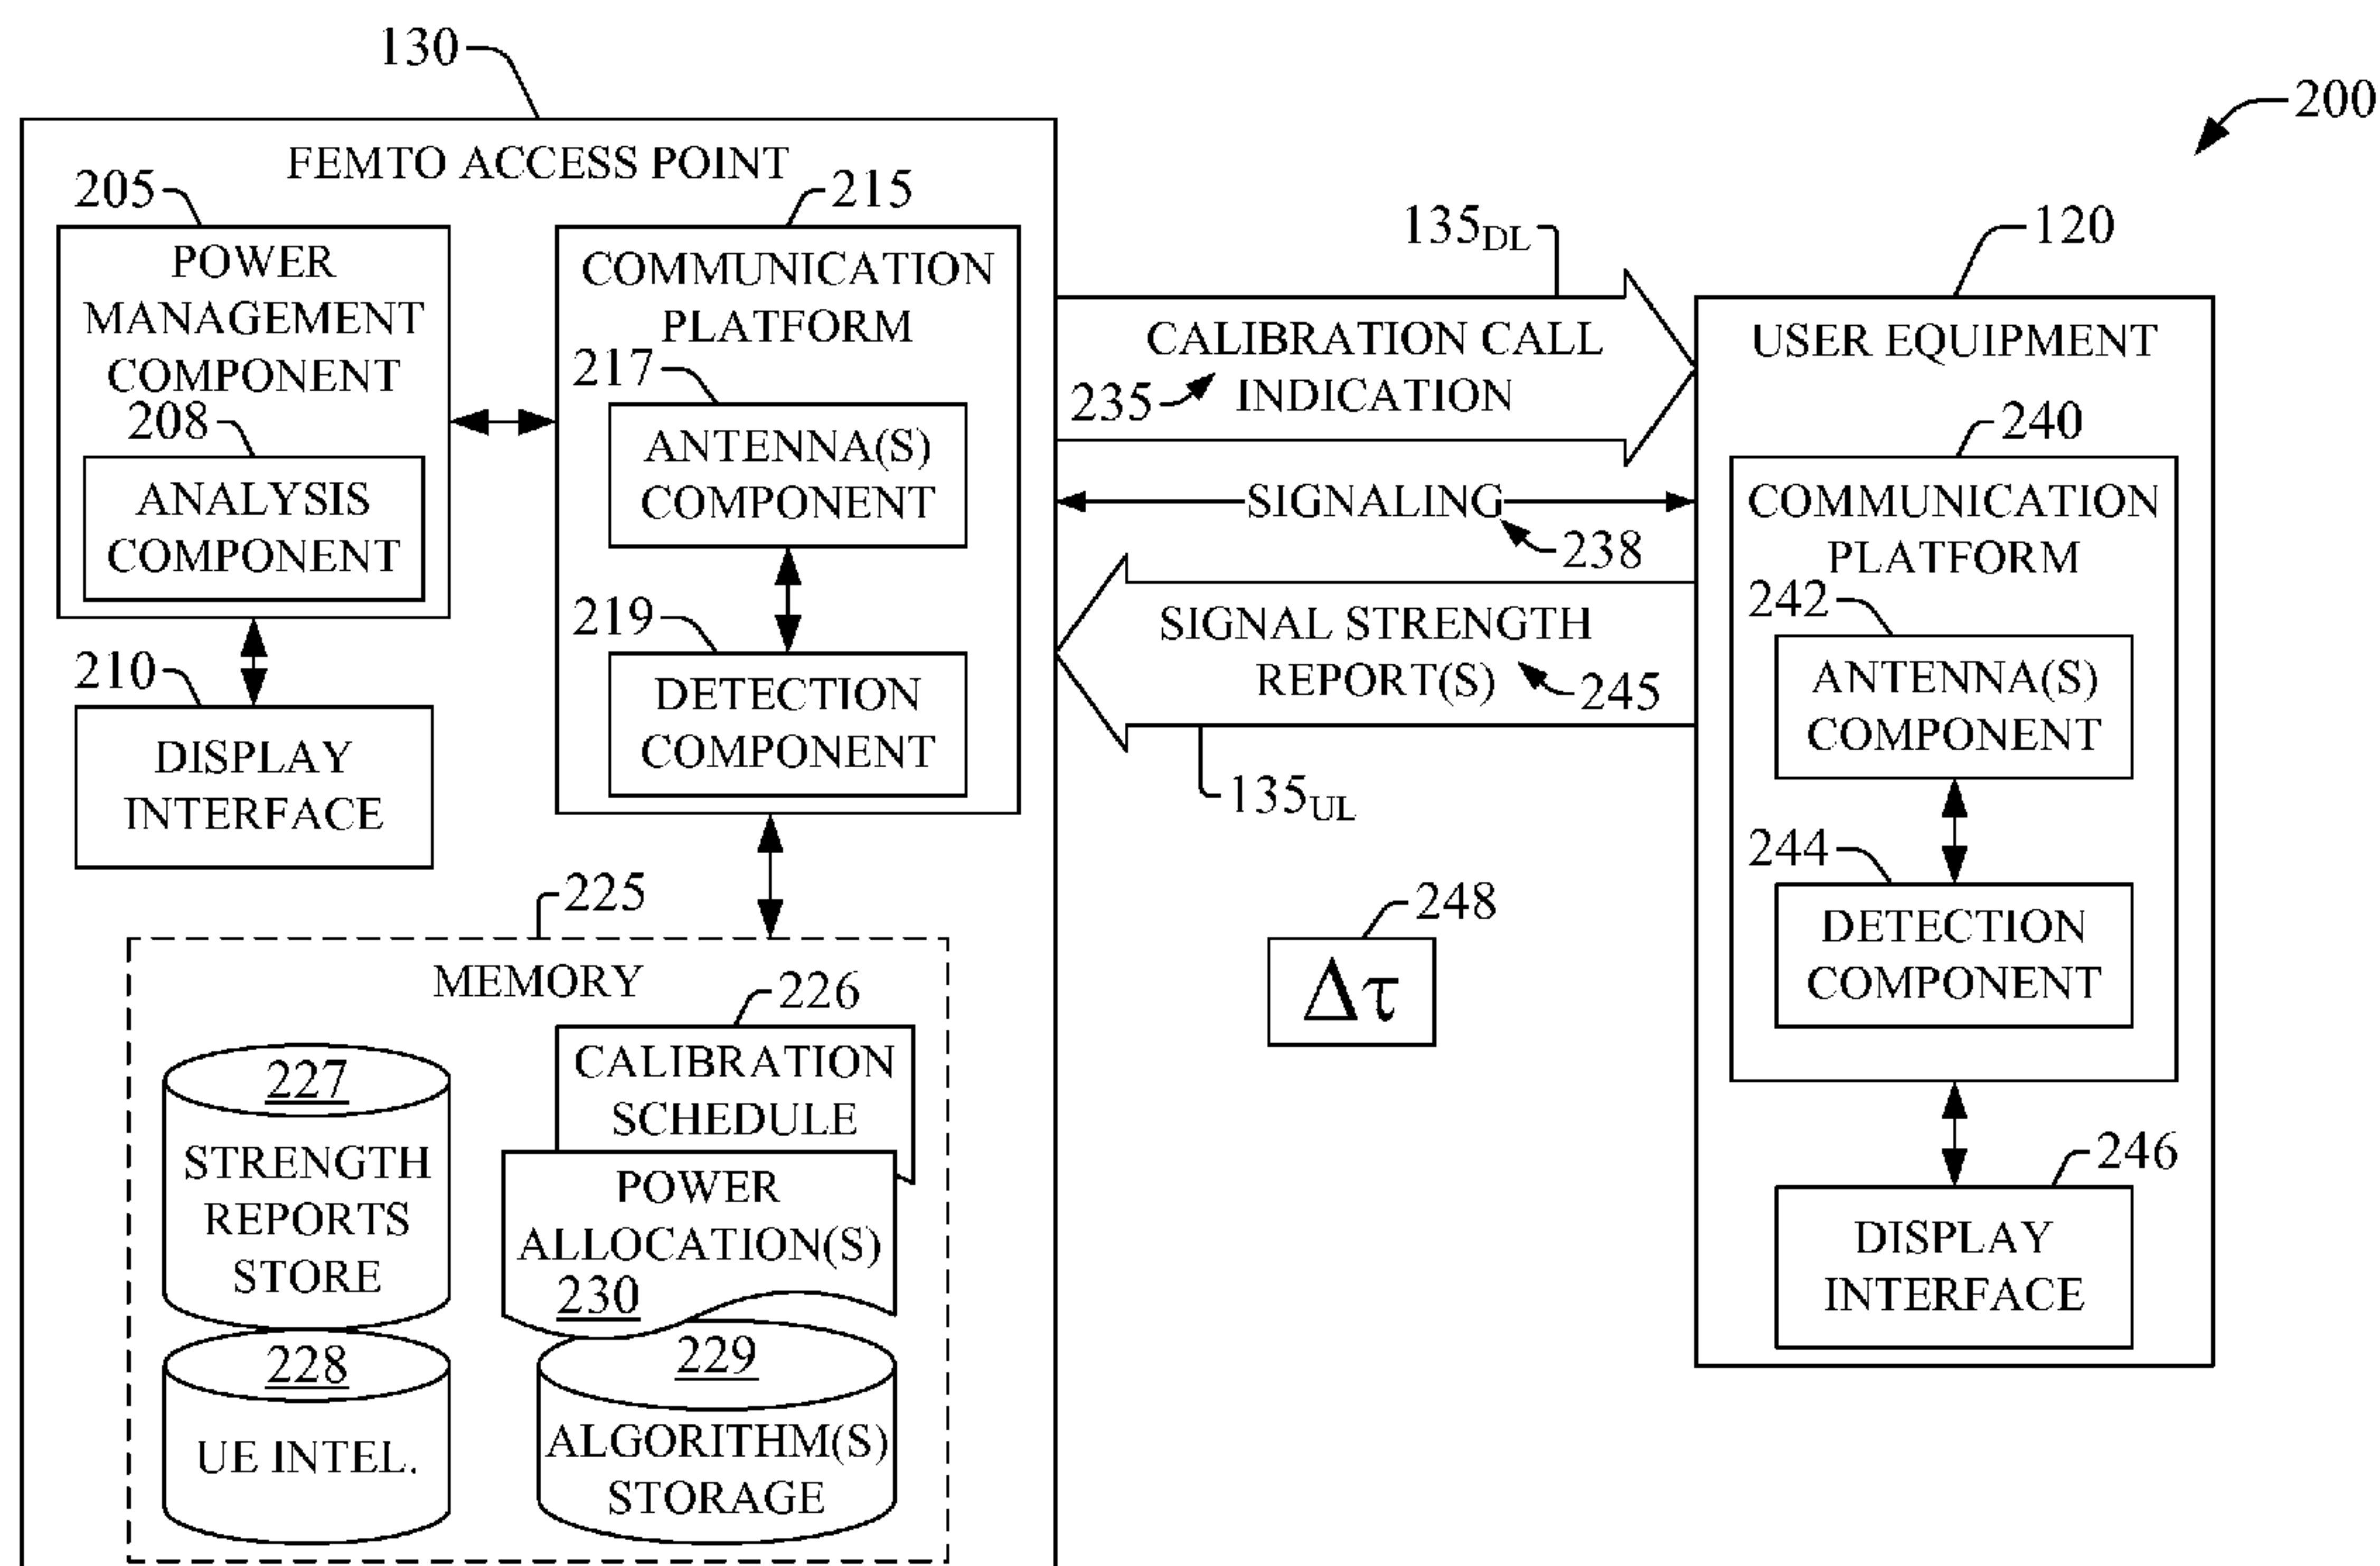 130
200
FEMTO ACCESS POINT
205
215
POWER
MANAGEMENT
COMPONENT
208
ANALYSIS
COMPONENT
COMMUNICATION
PLATFORM
217
ANTENNA(S)
COMPONENT
219
DETECTION
COMPONENT
210
DISPLAY
INTERFACE
225
MEMORY
226
CALIBRATION
SCHEDULE
227
STRENGTH
REPORTS
STORE
POWER
ALLOCATION(S)
230
228
UE INTEL.
229
ALGORITHM(S)
STORAGE
135DL
CALIBRATION CALL
INDICATION
235
SIGNALING
238
SIGNAL STRENGTH
REPORT(S)
245
135UL
248
Δτ
120
USER EQUIPMENT
240
COMMUNICATION
PLATFORM
242
ANTENNA(S)
COMPONENT
244
DETECTION
COMPONENT
246
DISPLAY
INTERFACE